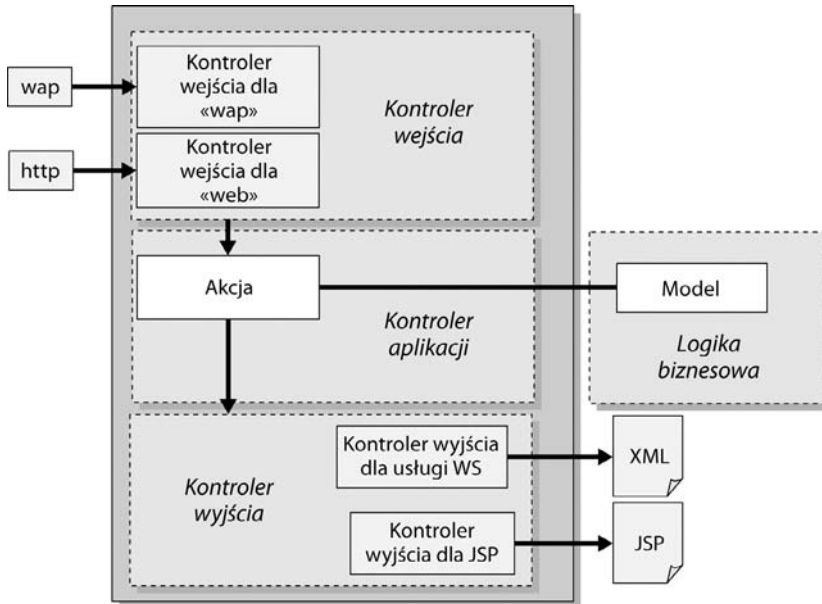 Kontroler
wejścia dla
«wap»
wap
Kontroler
wejścia
Kontroler
wejścia dla
«web»
http
Akcja
Model
Kontroler
aplikacji
Logika
biznesowa
Kontroler wyjścia
dla usługi WS
XML
Kontroler
wyjścia
Kontroler
wyjścia dla JSP
JSP